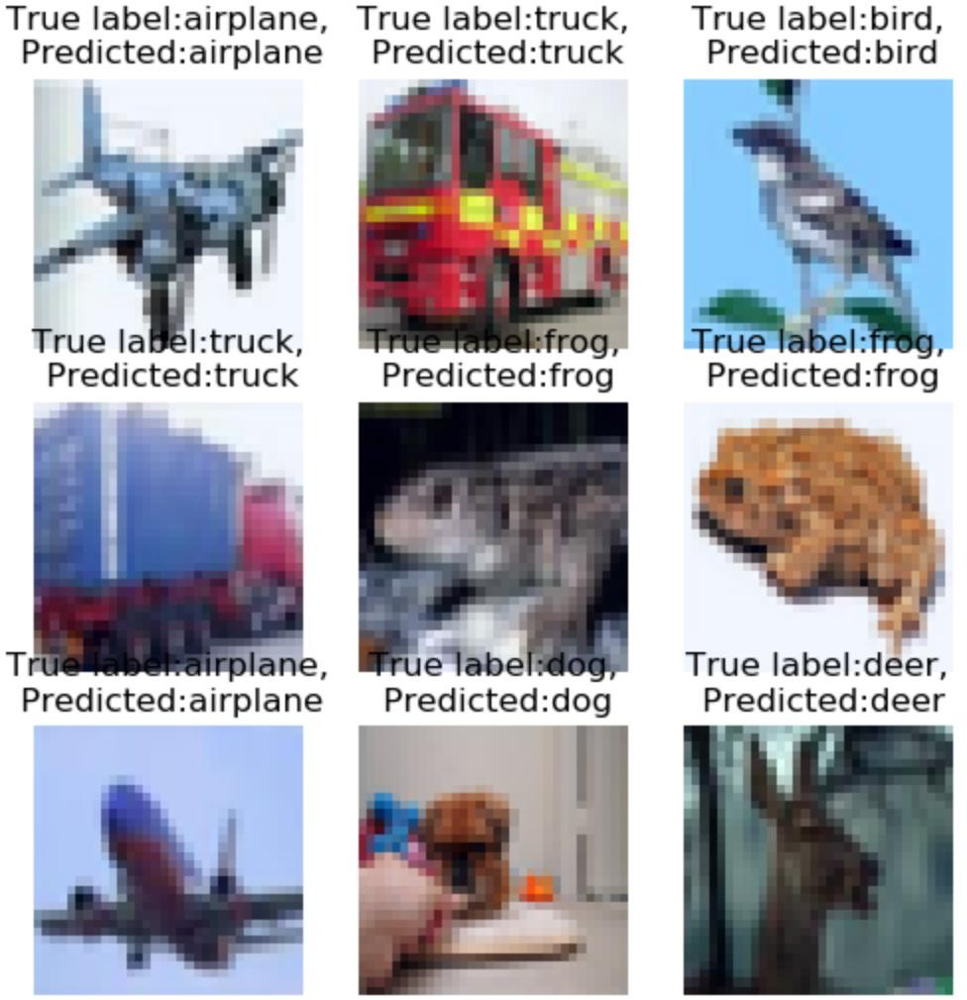 True label:airplane,
Predicted:airplane
True label:truck,
Predicted:truck
True label:bird,
Predicted:bird
True label:truck,
Predicted:truck
True label:frog,
Predicted:frog
True label:frog,
Predicted:frog
True label:airplane,
Predicted:airplane
True label:dog,
Predicted:dog
True label:deer,
Predicted:deer